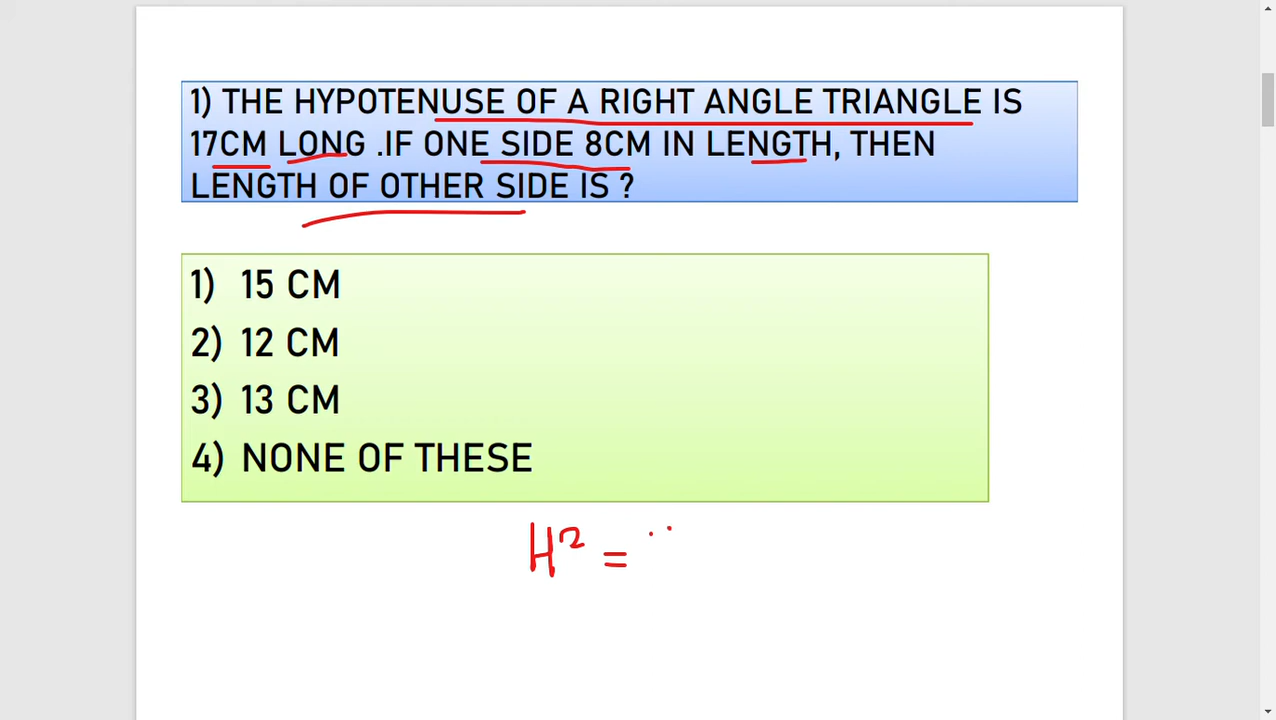 1) THE HYPOTENUSE OF A RIGHT ANGLE TRIANGLE IS
17CM LONG .IF ONE SIDE 8CM IN LENGTH, THEN
LENGTH OF OTHER SIDE IS ?
1) 15 CM
2) 12 CM
3) 13 CM
4) NONE OF THESE
H² =